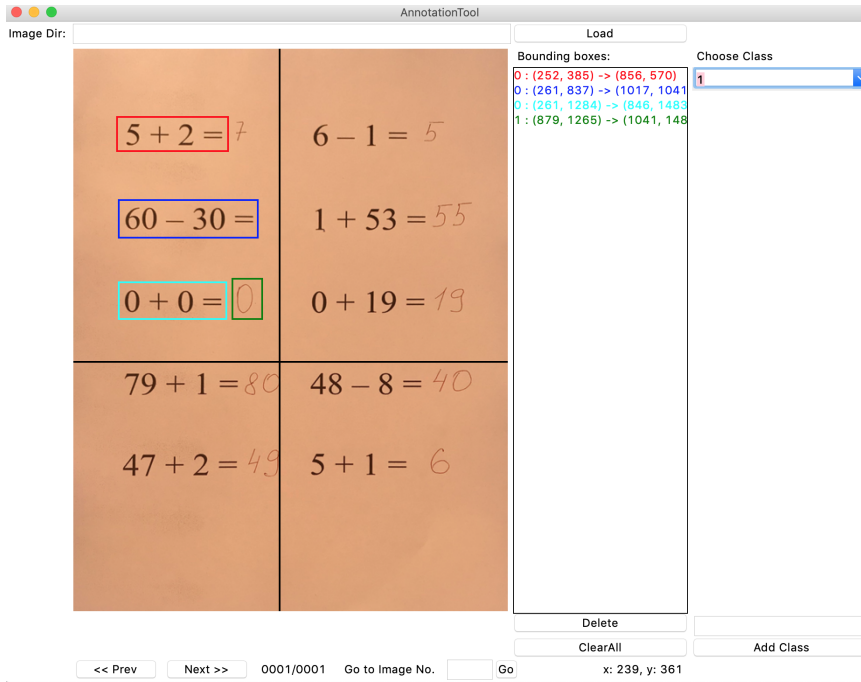 AnnotationTool
Image Dir:
Load
Bounding boxes:
Choose Class
0 : (252, 385) -> (856, 570)
0 : (261, 837) -> (1017, 1041
0 : (261, 1284) -> (846, 1483
1 : (879, 1265) -> (1041, 148
1
5 + 2 = 7
6 – 1 = 5
60 – 30 =
1 + 53 = 55
0 + 0 = 0
0 + 19 = 19
79 + 1 = 80
48 – 8 = 40
47 + 2 = 49
5 + 1 = 6
Delete
ClearAll
Add Class
<< Prev
Next >>
0001/0001
Go to Image No.
Go
x: 239, y: 361